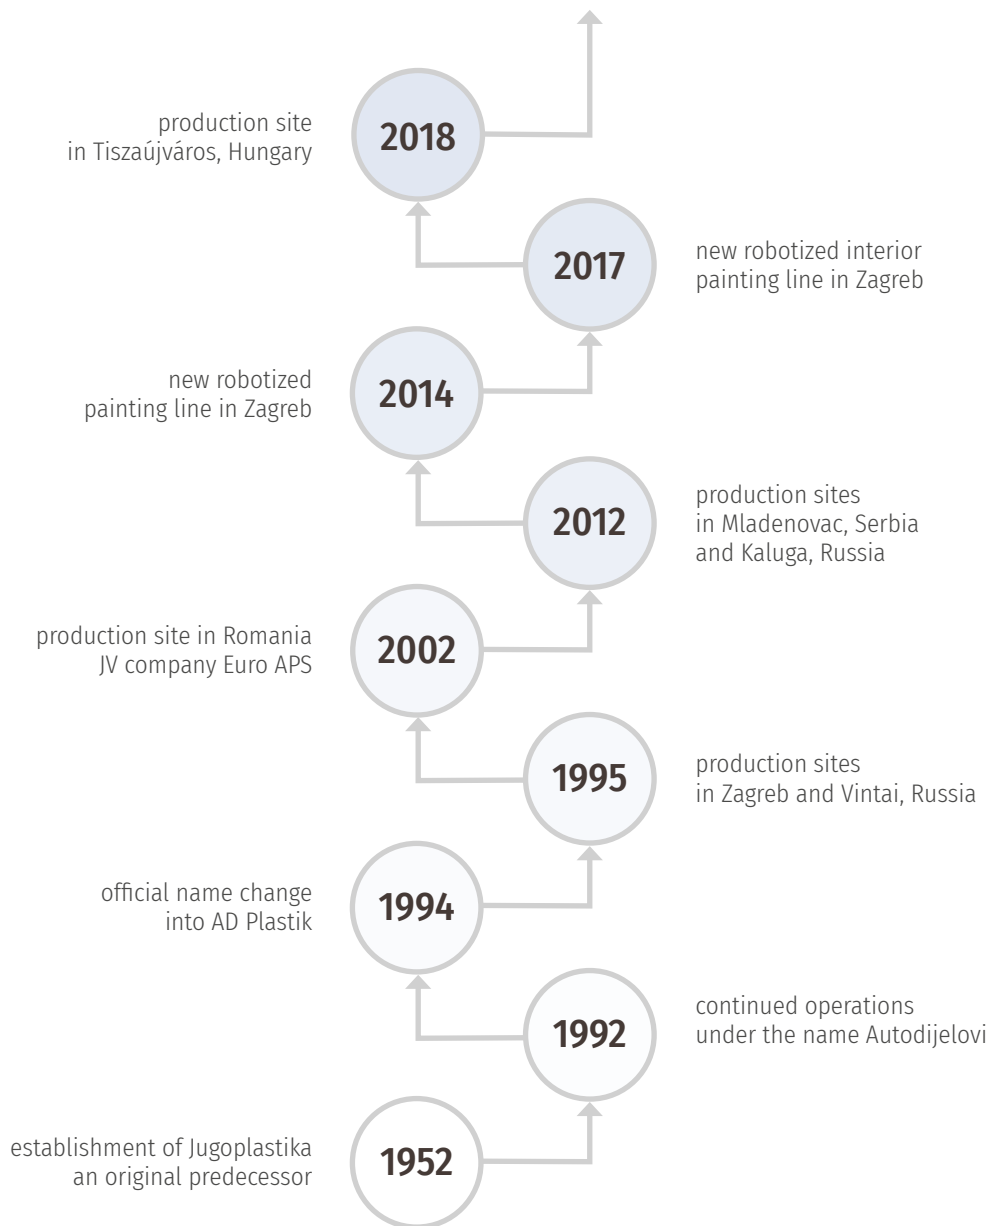 production site
in Tiszaújváros, Hungary
2018
2017
new robotized interior
painting line in Zagreb
new robotized
painting line in Zagreb
2014
2012
production sites
in Mladenovac, Serbia
and Kaluga, Russia
production site in Romania
JV company Euro APS
2002
1995
production sites
in Zagreb and Vintai, Russia
official name change
into AD Plastik
1994
1992
continued operations
under the name Autodijelovi
establishment of Jugoplastika
an original predecessor
1952